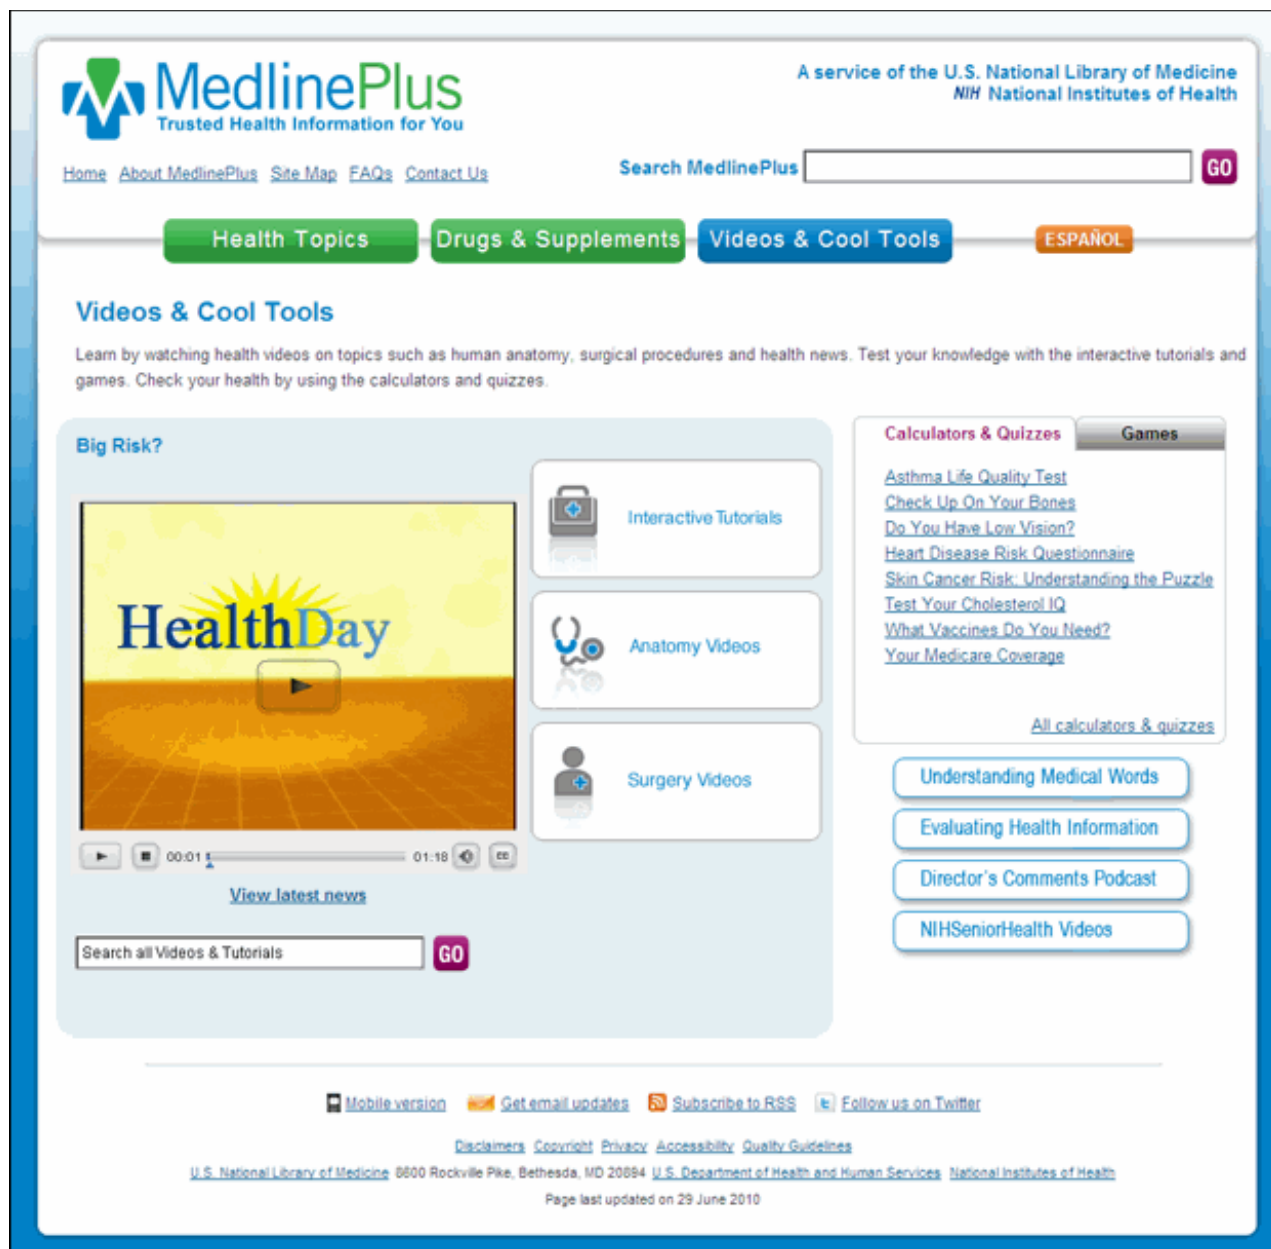 MedlinePlus
Trusted Health Information for You
A service of the U.S. National Library of Medicine
NIH National Institutes of Health
Home About MedlinePlus Site Map FAQs Contact Us
Search MedlinePlus GO
Health Topics Drugs & Supplements Videos & Cool Tools ESPAÑOL
Videos & Cool Tools
Learn by watching health videos on topics such as human anatomy, surgical procedures and health news. Test your knowledge with the interactive tutorials and
games. Check your health by using the calculators and quizzes.
Big Risk?
HealthDay
00:01 01:18 CC
View latest news
Search all Videos & Tutorials GO
Interactive Tutorials
Anatomy Videos
Surgery Videos
Calculators & Quizzes Games
Asthma Life Quality Test
Check Up On Your Bones
Do You Have Low Vision?
Heart Disease Risk Questionnaire
Skin Cancer Risk: Understanding the Puzzle
Test Your Cholesterol IQ
What Vaccines Do You Need?
Your Medicare Coverage
All calculators & quizzes
Understanding Medical Words
Evaluating Health Information
Director's Comments Podcast
NIHSeniorHealth Videos
Mobile version Get email updates Subscribe to RSS Follow us on Twitter
Disclaimers Copyright Privacy Accessibility Quality Guidelines
U.S. National Library of Medicine 8600 Rockville Pike, Bethesda, MD 20894 U.S. Department of Health and Human Services National Institutes of Health
Page last updated on 29 June 2010